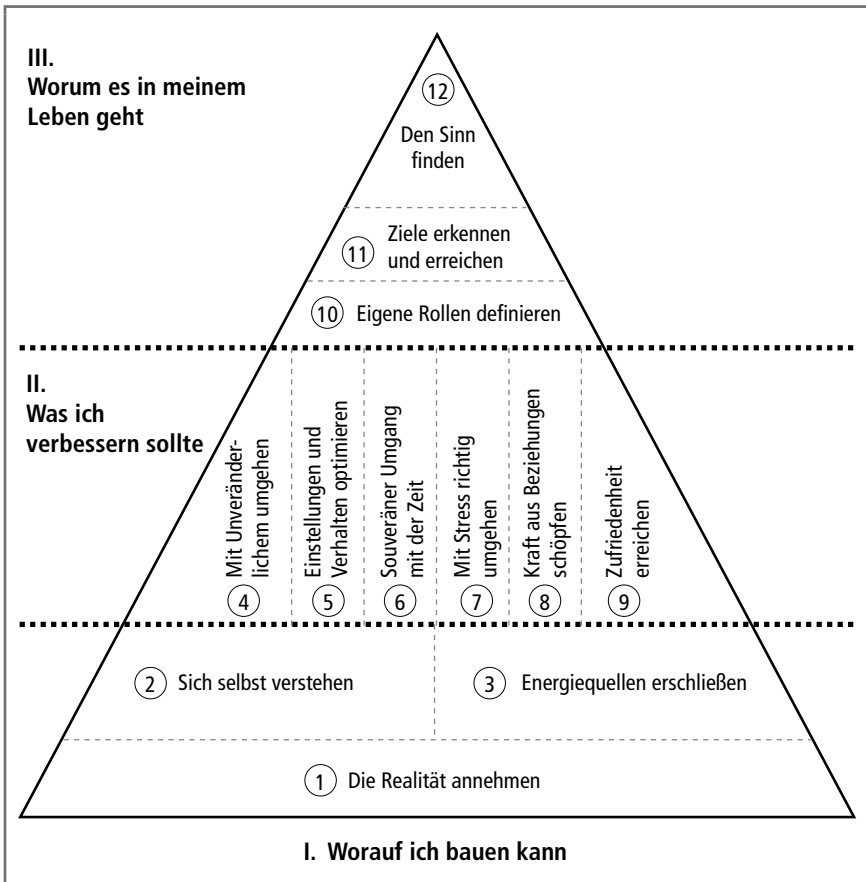 III.
Worum es in meinem
Leben geht
12
Den Sinn
finden
11 Ziele erkennen
und erreichen
10 Eigene Rollen definieren
II.
Was ich
verbessern sollte
4 Mit Unveränder-
lichem umgehen
5 Einstellungen und
Verhalten optimieren
6 Souveräner Umgang
mit der Zeit
7 Mit Stress richtig
umgehen
8 Kraft aus Beziehungen
schöpfen
9 Zufriedenheit
erreichen
2 Sich selbst verstehen
3 Energiequellen erschließen
1 Die Realität annehmen
I. Worauf ich bauen kann